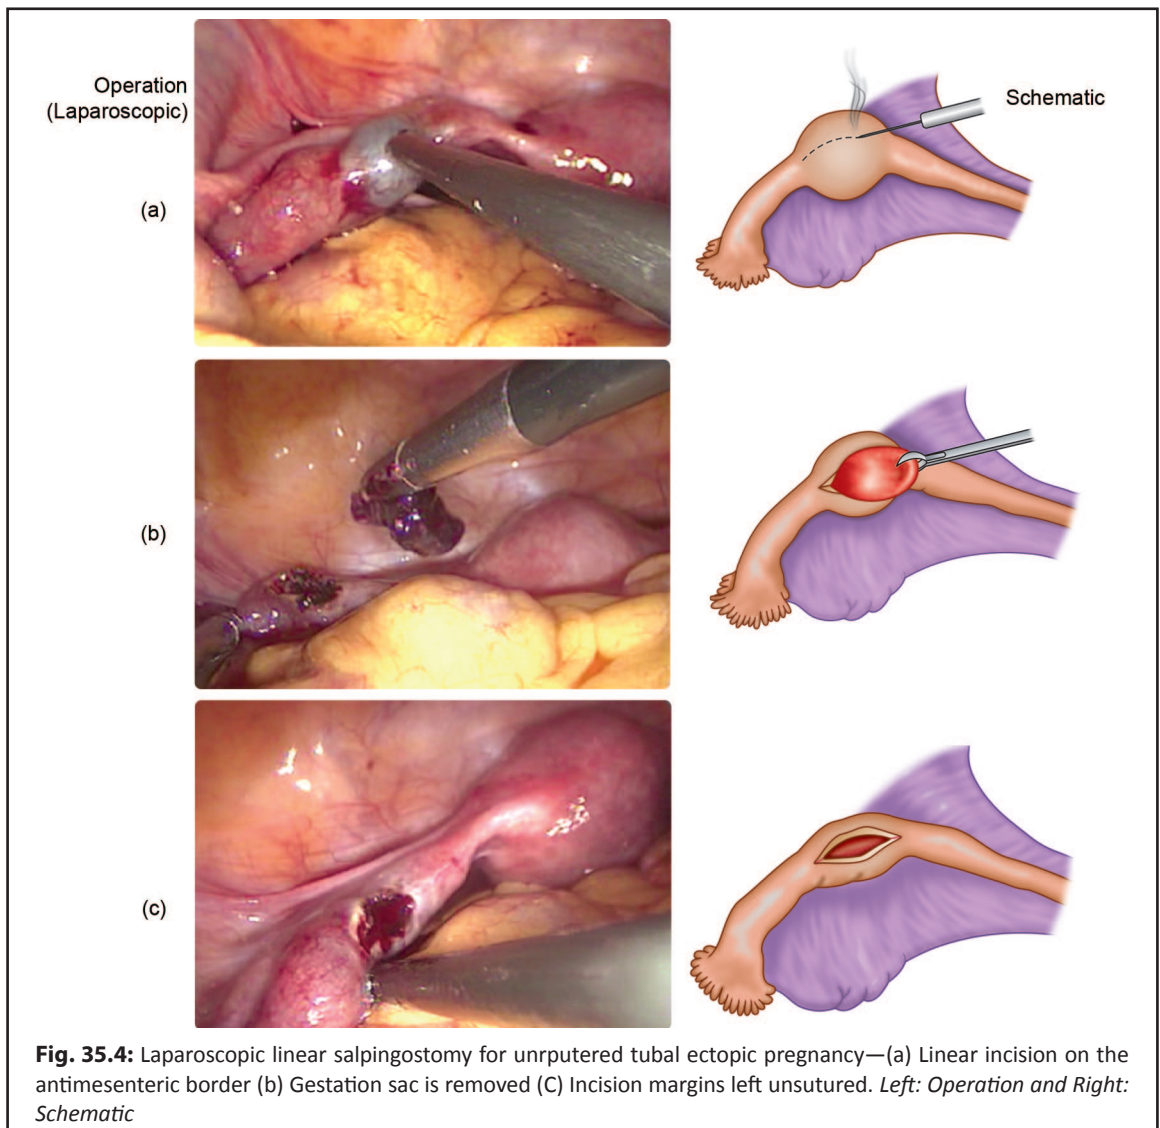 Operation
(Laparoscopic)
Schematic
(a)
(b)
(c)
Fig. 35.4: Laparoscopic linear salpingostomy for unrputered tubal ectopic pregnancy—(a) Linear incision on the
antimesenteric border (b) Gestation sac is removed (C) Incision margins left unsutured. Left: Operation and Right:
Schematic